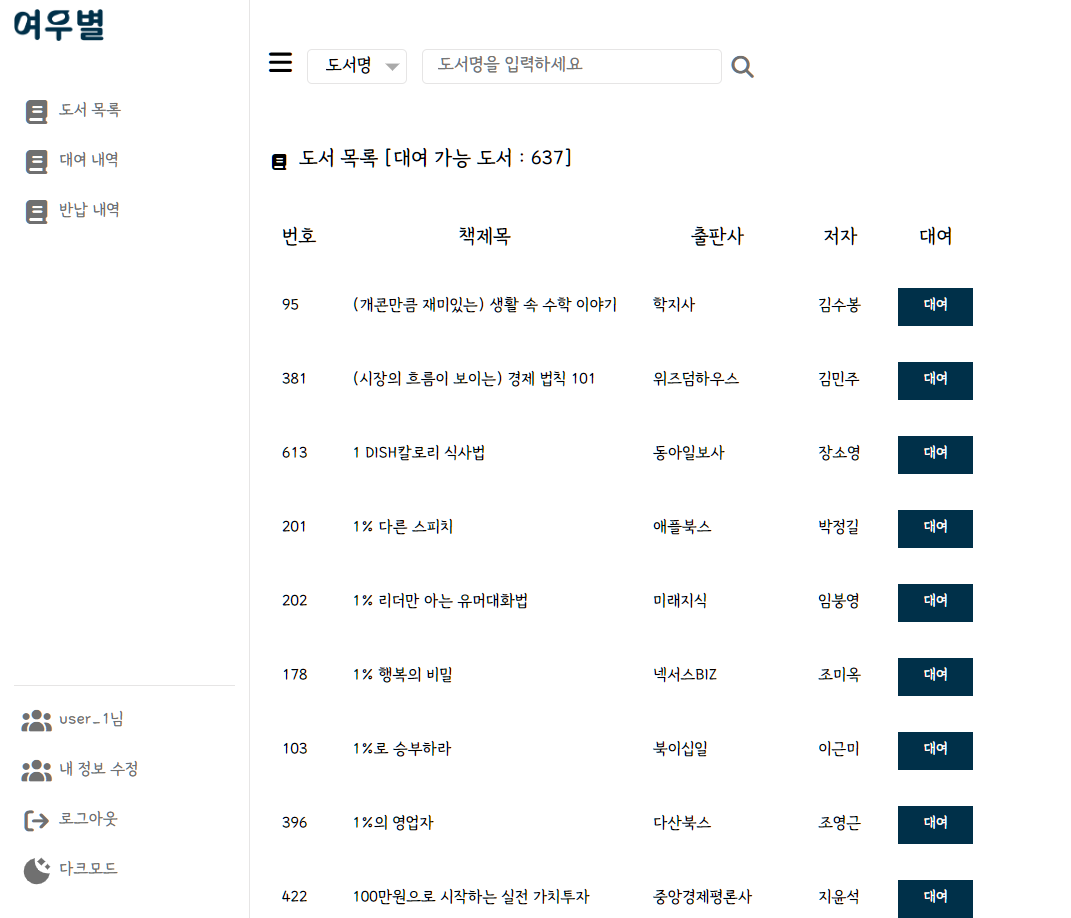 여우별
도서 목록
대여 내역
반납 내역
user_1님
내 정보 수정
로그아웃
다크모드
도서명 도서명을 입력하세요
도서 목록 [대여 가능 도서 : 637]
번호 책제목 출판사 저자 대여
95 (개콘만큼 재미있는) 생활 속 수학 이야기 학지사 김수봉 대여
381 (시장의 흐름이 보이는) 경제 법칙 101 위즈덤하우스 김민주 대여
613 1 DISH칼로리 식사법 동아일보사 장소영 대여
201 1% 다른 스피치 애플북스 박정길 대여
202 1% 리더만 아는 유머대화법 미래지식 임붕영 대여
178 1% 행복의 비밀 넥서스BIZ 조미옥 대여
103 1%로 승부하라 북이십일 이근미 대여
396 1%의 영업자 다산북스 조영근 대여
422 100만원으로 시작하는 실전 가치투자 중앙경제평론사 지윤석 대여